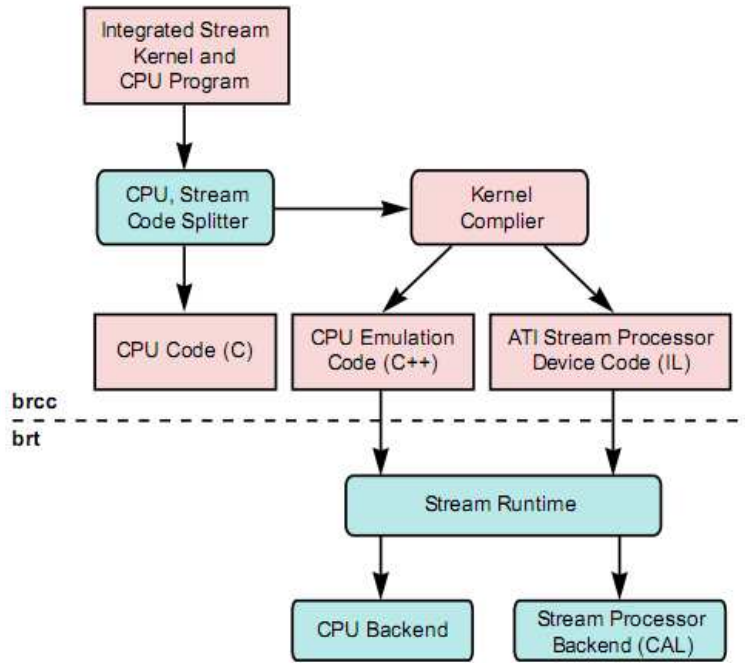 Integrated Stream
Kernel and
CPU Program
CPU, Stream
Code Splitter
Kernel
Complier
CPU Code (C)
CPU Emulation
Code (C++)
ATI Stream Processor
Device Code (IL)
brcc
brt
Stream Runtime
CPU Backend
Stream Processor
Backend (CAL)